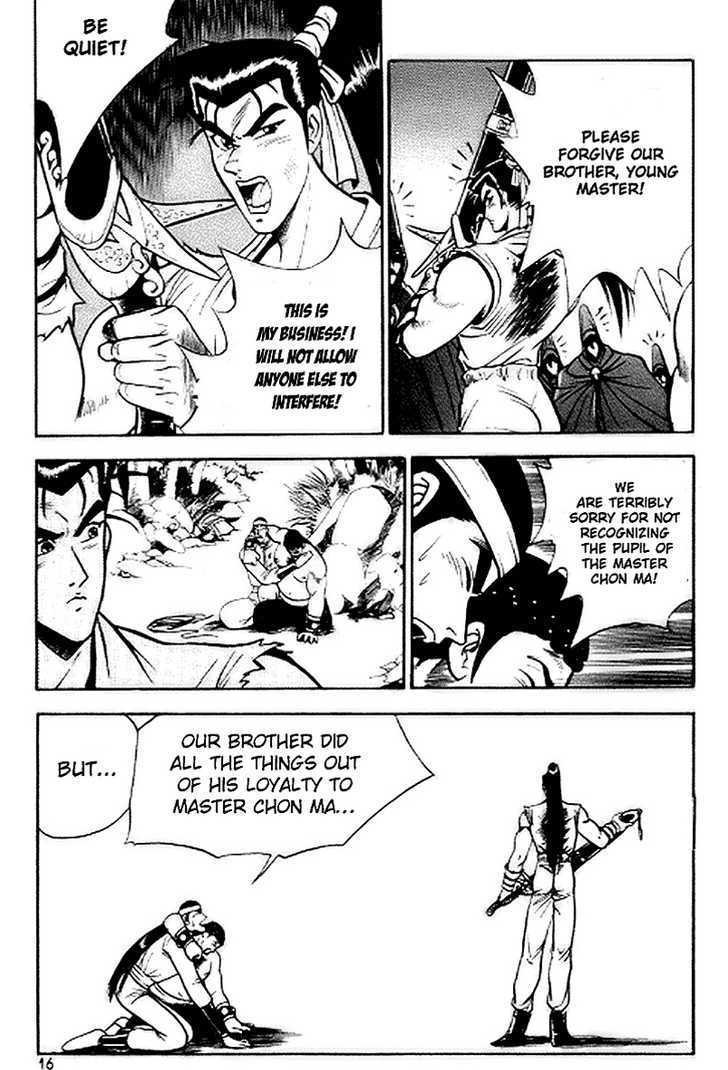 BE
QUIET!
THIS IS
MY BUSINESS! I
WILL NOT ALLOW
ANYONE ELSE TO
INTERFERE!
PLEASE
FORGIVE OUR
BROTHER, YOUNG
MASTER!
WE
ARE TERRIBLY
SORRY FOR NOT
RECOGNIZING
THE PUPIL OF
THE MASTER
CHON MA!
BUT...
OUR BROTHER DID
ALL THE THINGS OUT
OF HIS LOYALTY TO
MASTER CHON MA...
16